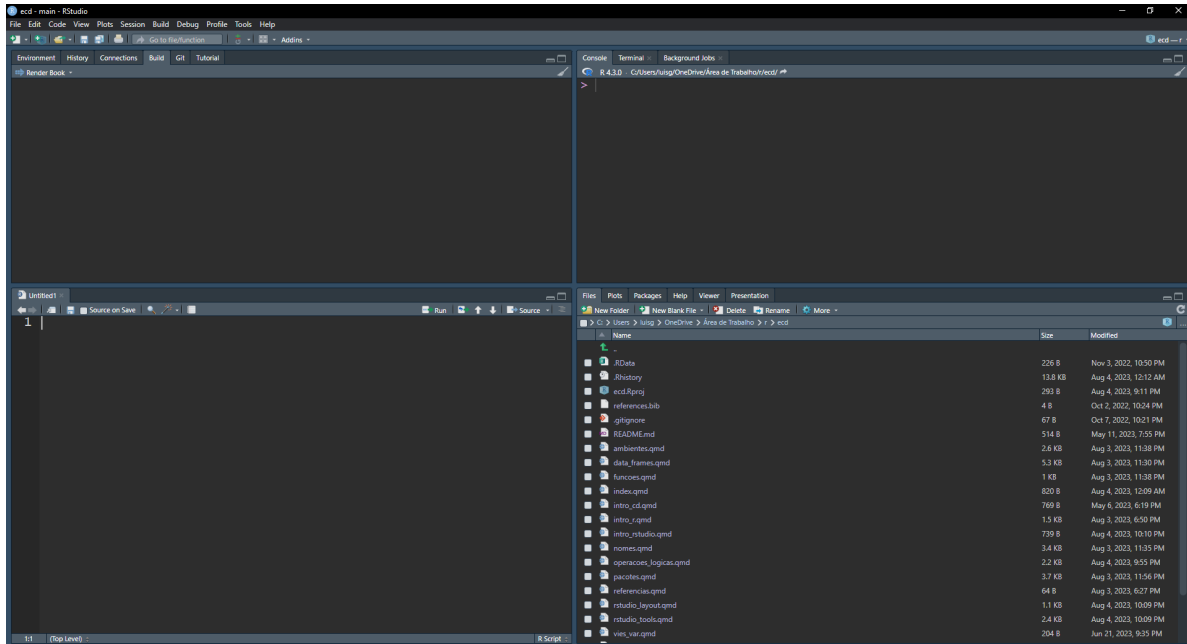 ecd - main - RStudio
File Edit Code View Plots Session Build Debug Profile Tools Help
Go to file/function Addins ecd — r
Environment History Connections Build Git Tutorial
Render Book
Console Terminal Background Jobs
R 4.3.0 · C:/Users/luisg/OneDrive/Área de Trabalho/r/ecd/
>
Untitled1
Source on Save Run Source
1
1:1 (Top Level) R Script
Files Plots Packages Help Viewer Presentation
New Folder New Blank File Delete Rename More
C: > Users > luisg > OneDrive > Área de Trabalho > r > ecd
Name Size Modified
..
.RData 226 B Nov 3, 2022, 10:50 PM
.Rhistory 13.8 KB Aug 4, 2023, 12:12 AM
ecd.Rproj 293 B Aug 4, 2023, 9:11 PM
references.bib 4 B Oct 2, 2022, 10:24 PM
.gitignore 67 B Oct 7, 2022, 10:21 PM
README.md 514 B May 11, 2023, 7:55 PM
ambientes.qmd 2.6 KB Aug 3, 2023, 11:38 PM
data_frames.qmd 5.3 KB Aug 3, 2023, 11:30 PM
funcoes.qmd 1 KB Aug 3, 2023, 11:38 PM
index.qmd 820 B Aug 4, 2023, 12:09 AM
intro_cd.qmd 769 B May 6, 2023, 6:19 PM
intro_r.qmd 1.5 KB Aug 3, 2023, 6:50 PM
intro_rstudio.qmd 739 B Aug 4, 2023, 10:10 PM
nomes.qmd 3.4 KB Aug 3, 2023, 11:35 PM
operacoes_logicas.qmd 2.2 KB Aug 4, 2023, 9:55 PM
pacotes.qmd 3.7 KB Aug 3, 2023, 11:56 PM
referencias.qmd 64 B Aug 3, 2023, 6:27 PM
rstudio_layout.qmd 1.1 KB Aug 4, 2023, 10:09 PM
rstudio_tools.qmd 2.4 KB Aug 4, 2023, 10:09 PM
vies_var.qmd 204 B Jun 21, 2023, 9:35 PM